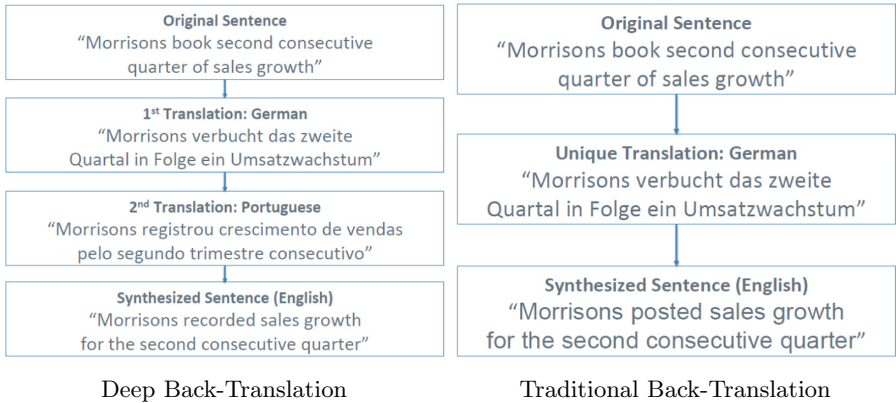 Original Sentence
“Morrisons book second consecutive
quarter of sales growth”
1st Translation: German
“Morrisons verbucht das zweite
Quartal in Folge ein Umsatzwachstum”
2nd Translation: Portuguese
“Morrisons registrou crescimento de vendas
pelo segundo trimestre consecutivo”
Synthesized Sentence (English)
“Morrisons recorded sales growth
for the second consecutive quarter”
Deep Back-Translation
Original Sentence
“Morrisons book second consecutive
quarter of sales growth”
Unique Translation: German
“Morrisons verbucht das zweite
Quartal in Folge ein Umsatzwachstum”
Synthesized Sentence (English)
“Morrisons posted sales growth
for the second consecutive quarter”
Traditional Back-Translation